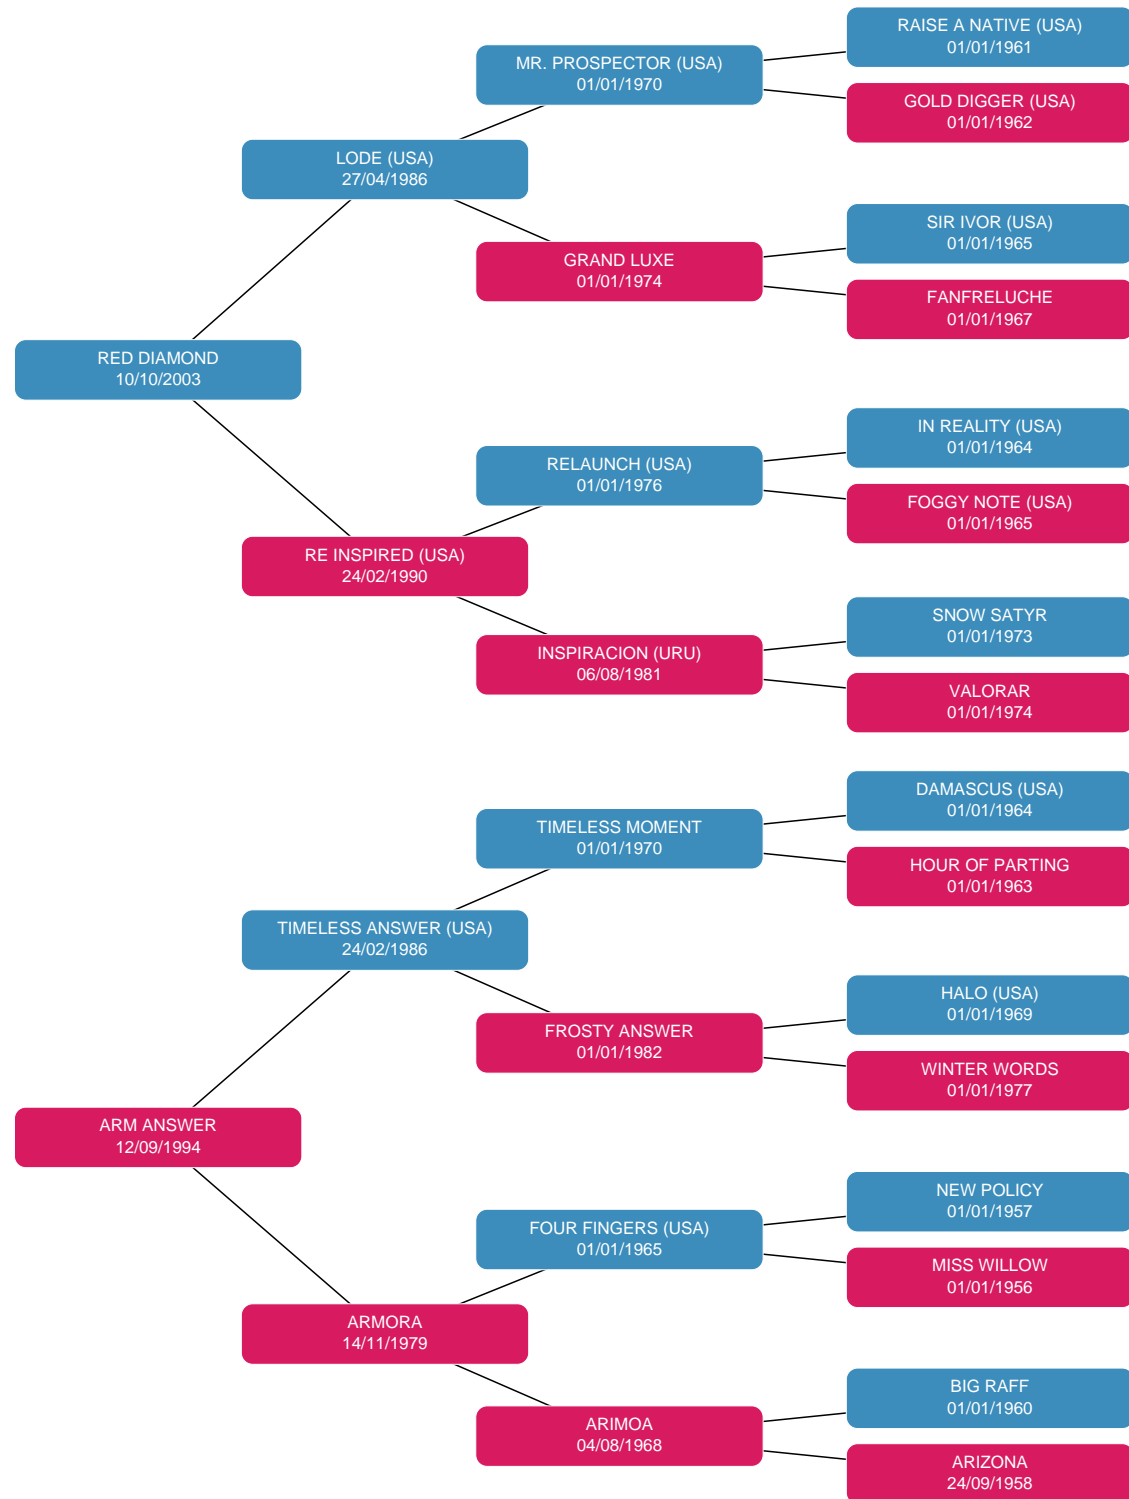 RAISE A NATIVE (USA)
01/01/1961
MR. PROSPECTOR (USA)
01/01/1970
GOLD DIGGER (USA)
01/01/1962
LODE (USA)
27/04/1986
SIR IVOR (USA)
01/01/1965
GRAND LUXE
01/01/1974
FANFRELUCHE
01/01/1967
RED DIAMOND
10/10/2003
IN REALITY (USA)
01/01/1964
RELAUNCH (USA)
01/01/1976
FOGGY NOTE (USA)
01/01/1965
RE INSPIRED (USA)
24/02/1990
SNOW SATYR
01/01/1973
INSPIRACION (URU)
06/08/1981
VALORAR
01/01/1974
DAMASCUS (USA)
01/01/1964
TIMELESS MOMENT
01/01/1970
HOUR OF PARTING
01/01/1963
TIMELESS ANSWER (USA)
24/02/1986
HALO (USA)
01/01/1969
FROSTY ANSWER
01/01/1982
WINTER WORDS
01/01/1977
ARM ANSWER
12/09/1994
NEW POLICY
01/01/1957
FOUR FINGERS (USA)
01/01/1965
MISS WILLOW
01/01/1956
ARMORA
14/11/1979
BIG RAFF
01/01/1960
ARIMOA
04/08/1968
ARIZONA
24/09/1958